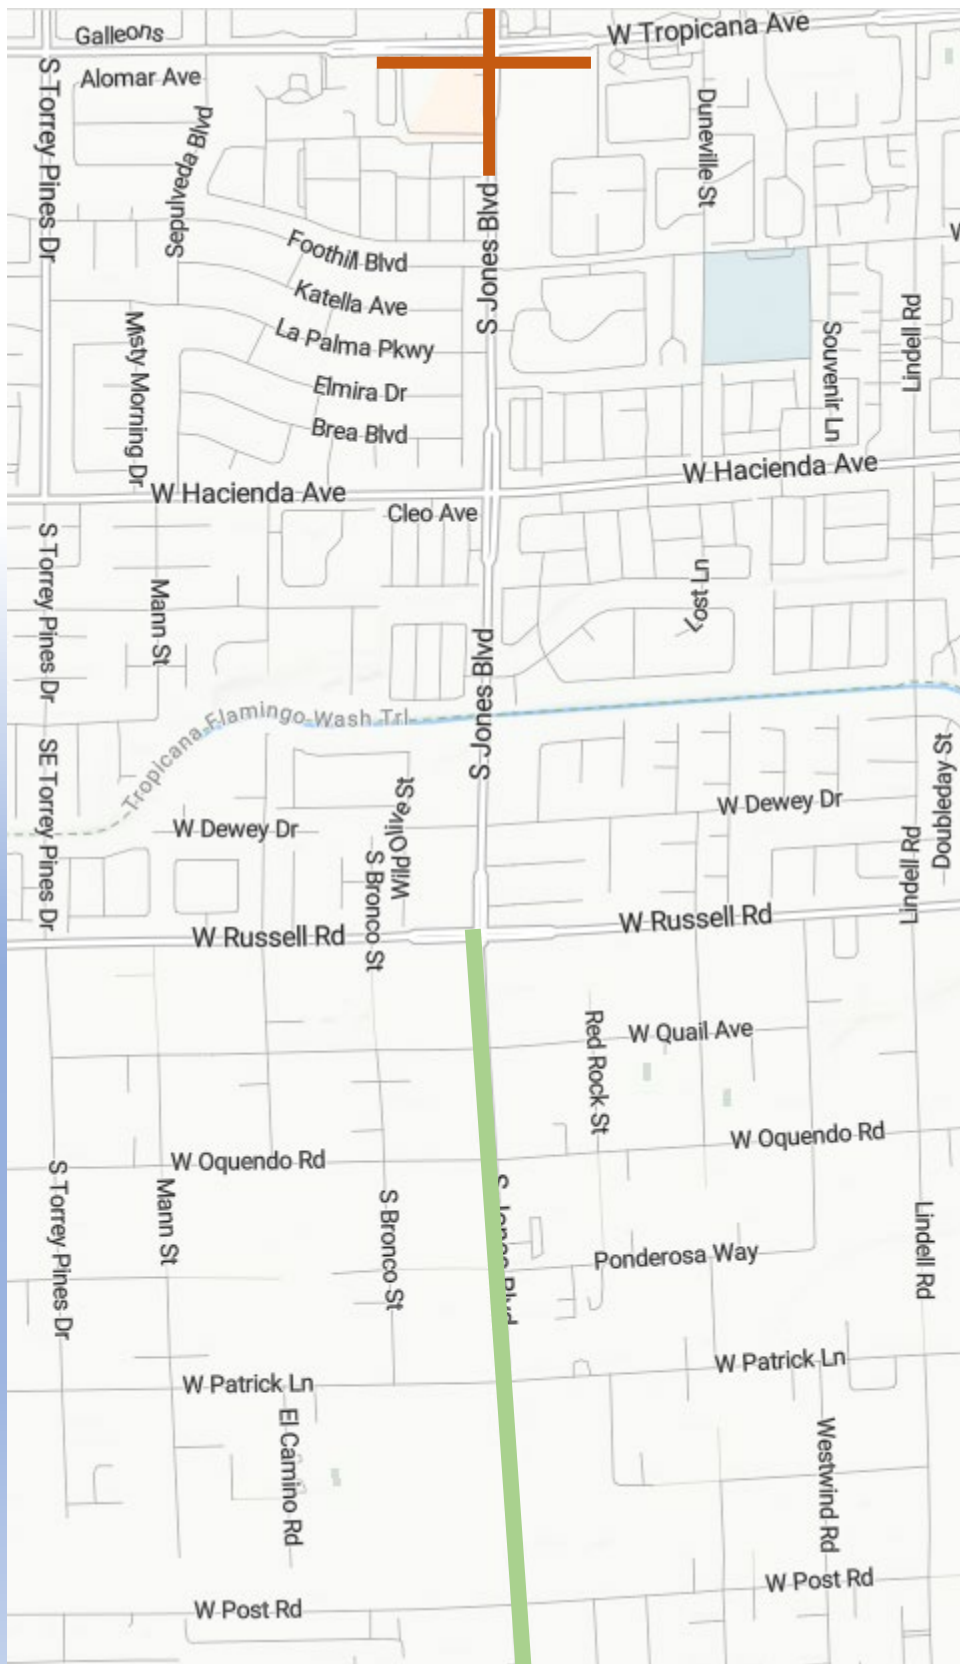 Galleons
W Tropicana Ave
Alomar Ave
S Torrey Pines Dr
Sepulveda Blvd
Duneville St
S Jones Blvd
Foothill Blvd
Katella Ave
La Palma Pkwy
Misty Morning Dr
Elmira Dr
Brea Blvd
Souvenir Ln
Lindell Rd
W
W Hacienda Ave
W Hacienda Ave
Cleo Ave
S Torrey Pines Dr
Mann St
Lost Ln
S Jones Blvd
Tropicana Flamingo Wash Trl
SE Torrey Pines Dr
Wild Olive St
W Dewey Dr
W Dewey Dr
Doubleday St
Lindell Rd
S Bronco St
W Russell Rd
W Russell Rd
Red Rock St
W Quail Ave
W Oquendo Rd
W Oquendo Rd
S Torrey Pines Dr
Mann St
S Bronco St
S Jones Blvd
Ponderosa Way
Lindell Rd
W Patrick Ln
W Patrick Ln
El Camino Rd
Westwind Rd
W Post Rd
W Post Rd